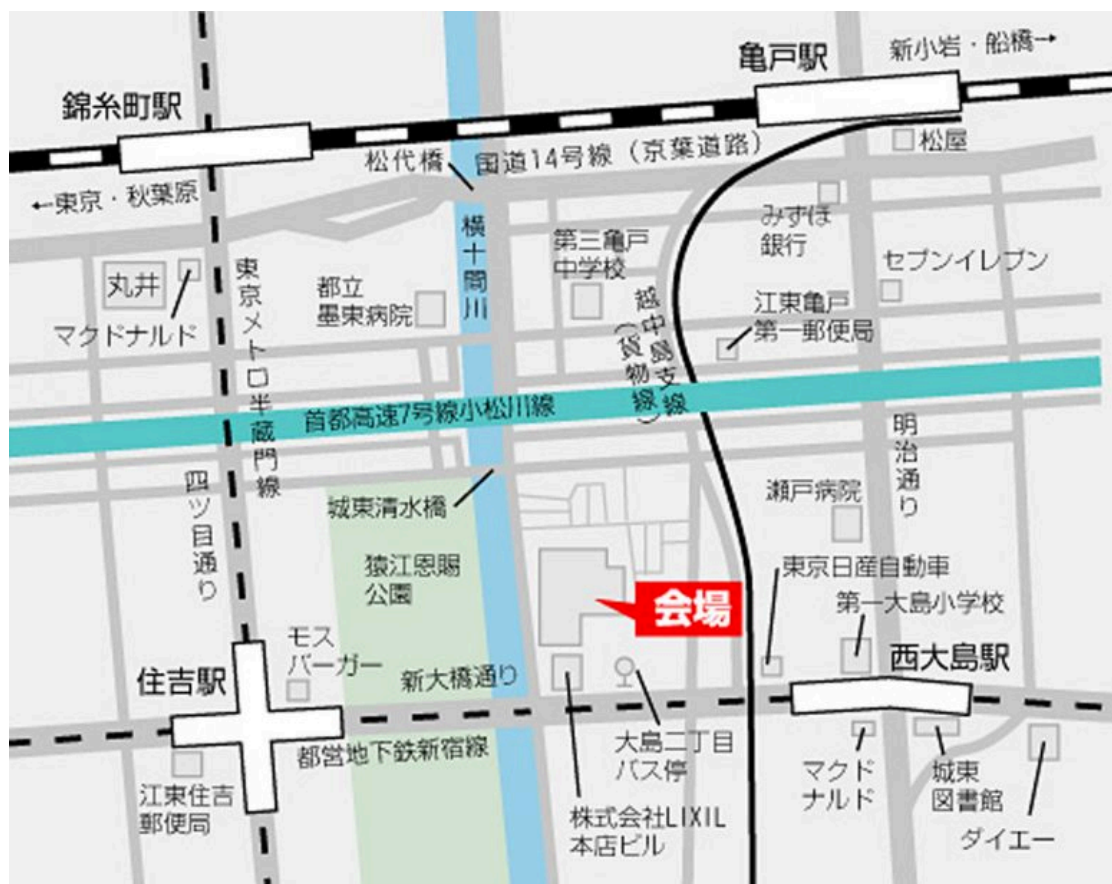 亀戸駅
新小岩・船橋→
錦糸町駅
松屋
松代橋
国道14号線（京葉道路）
←東京・秋葉原
みずほ
銀行
横十間川
第三亀戸
中学校
セブンイレブン
丸井
東京メトロ半蔵門線
都立
墨東病院
越中島支線
（貨物線）
江東亀戸
第一郵便局
マクドナルド
首都高速7号線小松川線
明治通り
四ツ目通り
城東清水橋
瀬戸病院
猿江恩賜
公園
東京日産自動車
会場
第一大島小学校
モス
バーガー
西大島駅
住吉駅
新大橋通り
都営地下鉄新宿線
大島二丁目
バス停
マクド
ナルド
城東
図書館
江東住吉
郵便局
株式会社LIXIL
本店ビル
ダイエー